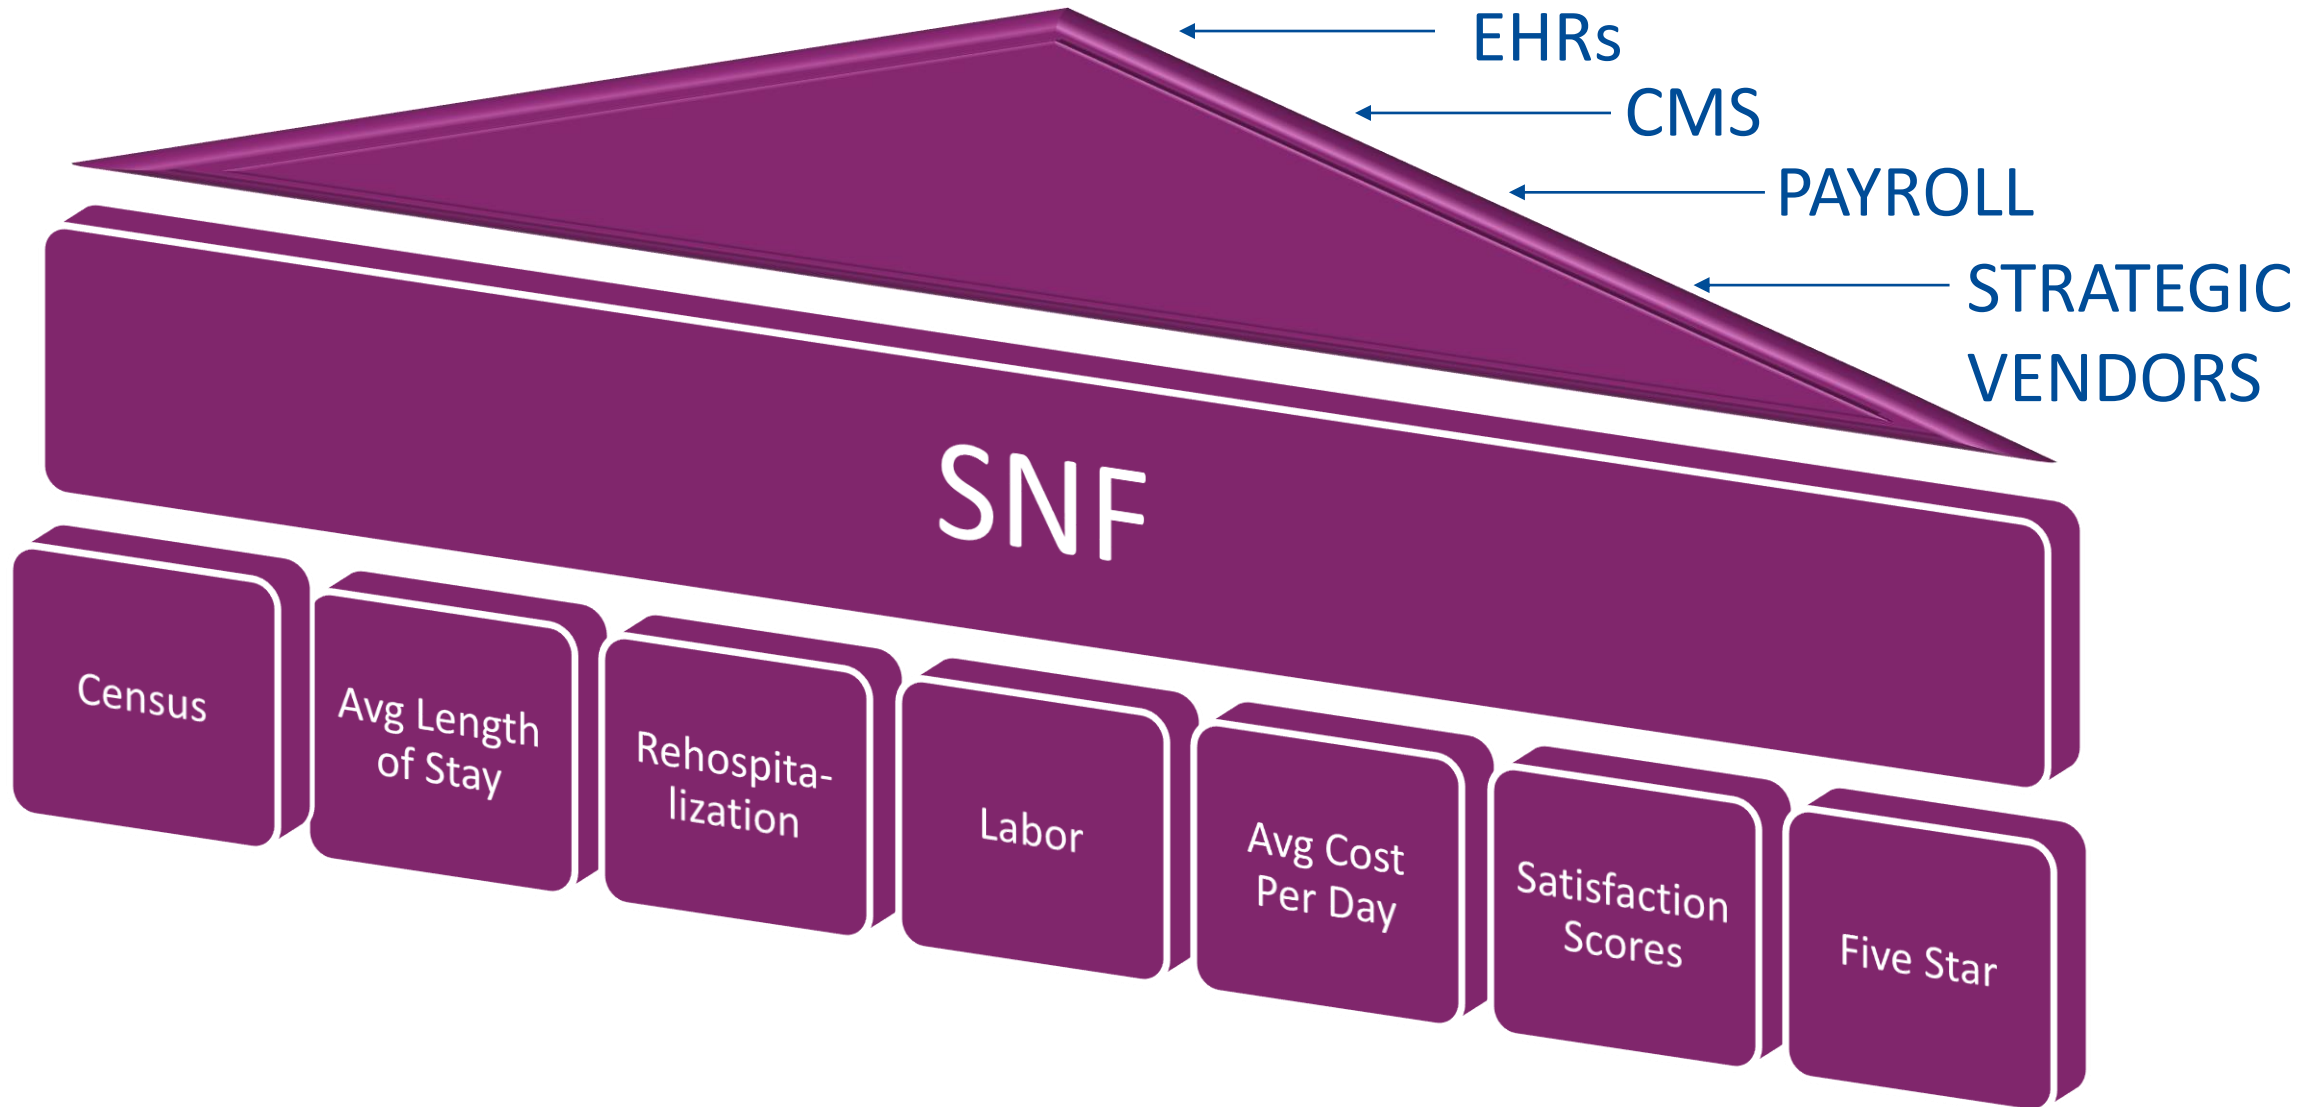 EHRs
CMS
PAYROLL
STRATEGIC
VENDORS
SNF
Census
Avg Length
of Stay
Rehospita-
lization
Labor
Avg Cost
Per Day
Satisfaction
Scores
Five Star